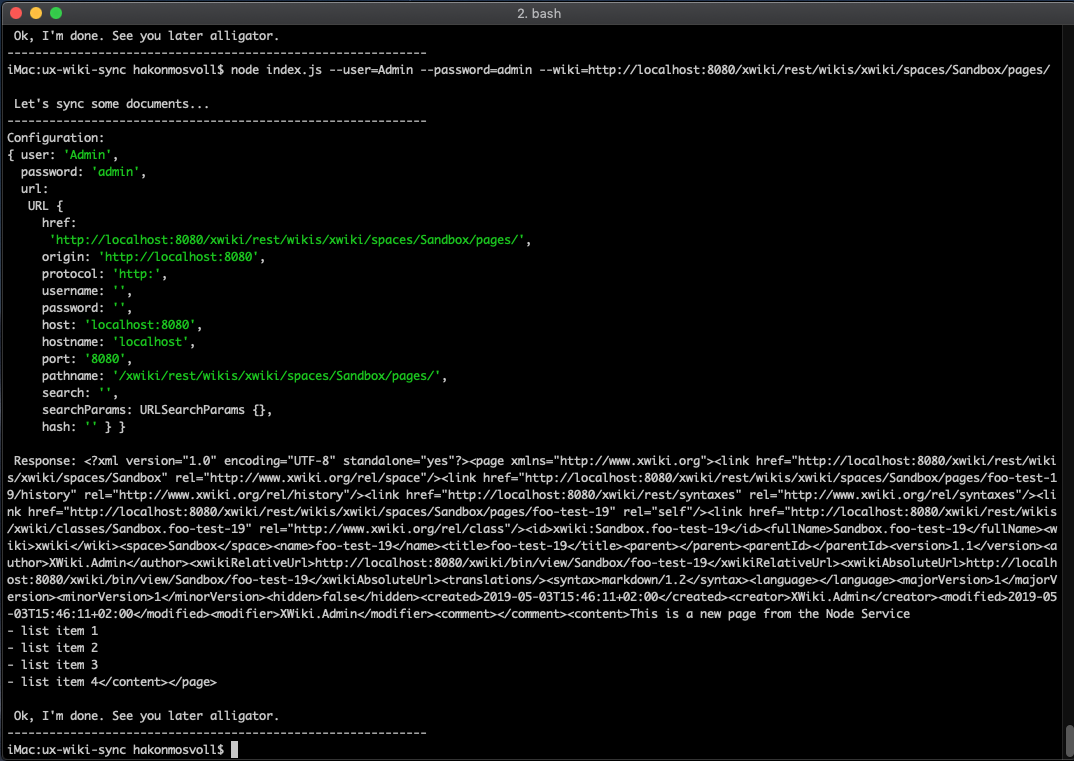 2. bash
Ok, I'm done. See you later alligator.
------------------------------------------------------------
iMac:ux-wiki-sync hakonmosvoll$ node index.js --user=Admin --password=admin --wiki=http://localhost:8080/xwiki/rest/wikis/xwiki/spaces/Sandbox/pages/
Let's sync some documents...
------------------------------------------------------------
Configuration:
{ user: 'Admin',
  password: 'admin',
  url:
   URL {
     href:
      'http://localhost:8080/xwiki/rest/wikis/xwiki/spaces/Sandbox/pages/',
     origin: 'http://localhost:8080',
     protocol: 'http:',
     username: '',
     password: '',
     host: 'localhost:8080',
     hostname: 'localhost',
     port: '8080',
     pathname: '/xwiki/rest/wikis/xwiki/spaces/Sandbox/pages/',
     search: '',
     searchParams: URLSearchParams {},
     hash: '' } }
Response: <?xml version="1.0" encoding="UTF-8" standalone="yes"?><page xmlns="http://www.xwiki.org"><link href="http://localhost:8080/xwiki/rest/wiki
s/xwiki/spaces/Sandbox" rel="http://www.xwiki.org/rel/space"/><link href="http://localhost:8080/xwiki/rest/wikis/xwiki/spaces/Sandbox/pages/foo-test-1
9/history" rel="http://www.xwiki.org/rel/history"/><link href="http://localhost:8080/xwiki/rest/syntaxes" rel="http://www.xwiki.org/rel/syntaxes"/><li
nk href="http://localhost:8080/xwiki/rest/wikis/xwiki/spaces/Sandbox/pages/foo-test-19" rel="self"/><link href="http://localhost:8080/xwiki/rest/wikis
/xwiki/classes/Sandbox.foo-test-19" rel="http://www.xwiki.org/rel/class"/><id>xwiki:Sandbox.foo-test-19</id><fullName>Sandbox.foo-test-19</fullName><w
iki>xwiki</wiki><space>Sandbox</space><name>foo-test-19</name><title>foo-test-19</title><parent></parent><parentId></parentId><version>1.1</version><a
uthor>XWiki.Admin</author><xwikiRelativeUrl>http://localhost:8080/xwiki/bin/view/Sandbox/foo-test-19</xwikiRelativeUrl><xwikiAbsoluteUrl>http://localh
ost:8080/xwiki/bin/view/Sandbox/foo-test-19</xwikiAbsoluteUrl><translations/><syntax>markdown/1.2</syntax><language></language><majorVersion>1</majorV
ersion><minorVersion>1</minorVersion><hidden>false</hidden><created>2019-05-03T15:46:11+02:00</created><creator>XWiki.Admin</creator><modified>2019-05
-03T15:46:11+02:00</modified><modifier>XWiki.Admin</modifier><comment></comment><content>This is a new page from the Node Service
- list item 1
- list item 2
- list item 3
- list item 4</content></page>
Ok, I'm done. See you later alligator.
------------------------------------------------------------
iMac:ux-wiki-sync hakonmosvoll$